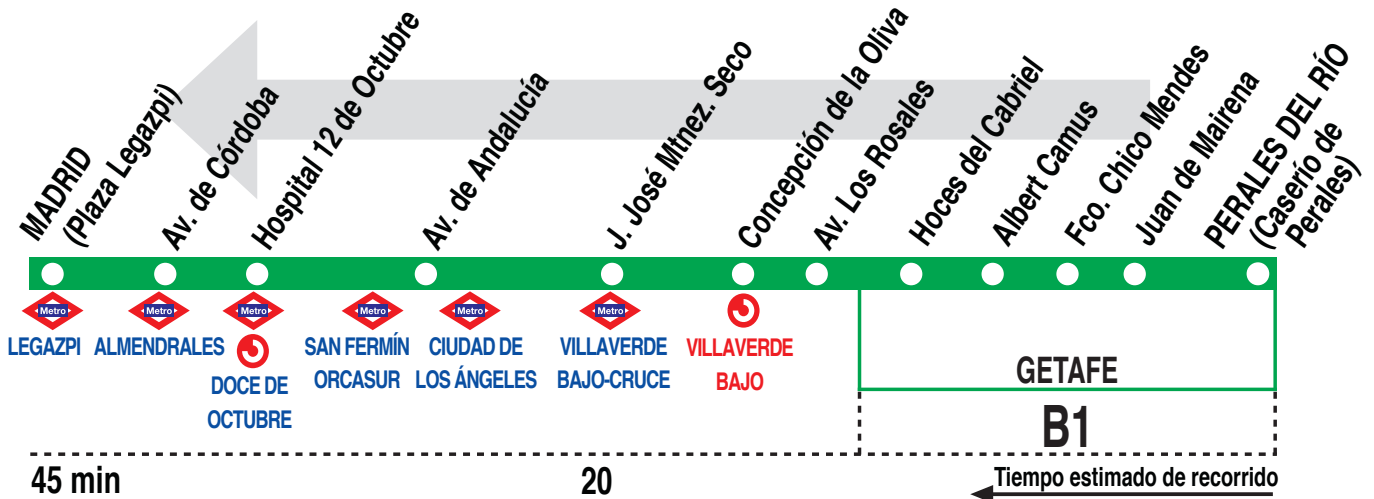 MADRID
(Plaza Legazpi)
Av. de Córdoba
Hospital 12 de Octubre
Av. de Andalucía
J. José Mtnez. Seco
Concepción de la Oliva
Av. Los Rosales
Hoces del Cabriel
Albert Camus
Fco. Chico Mendes
Juan de Mairena
PERALES DEL RÍO
(Caserío de
Perales)
Metro
Metro
Metro
Metro
Metro
Metro
LEGAZPI
ALMENDRALES
DOCE DE
OCTUBRE
SAN FERMÍN
ORCASUR
CIUDAD DE
LOS ÁNGELES
VILLAVERDE
BAJO-CRUCE
VILLAVERDE
BAJO
GETAFE
B1
45 min
20
Tiempo estimado de recorrido